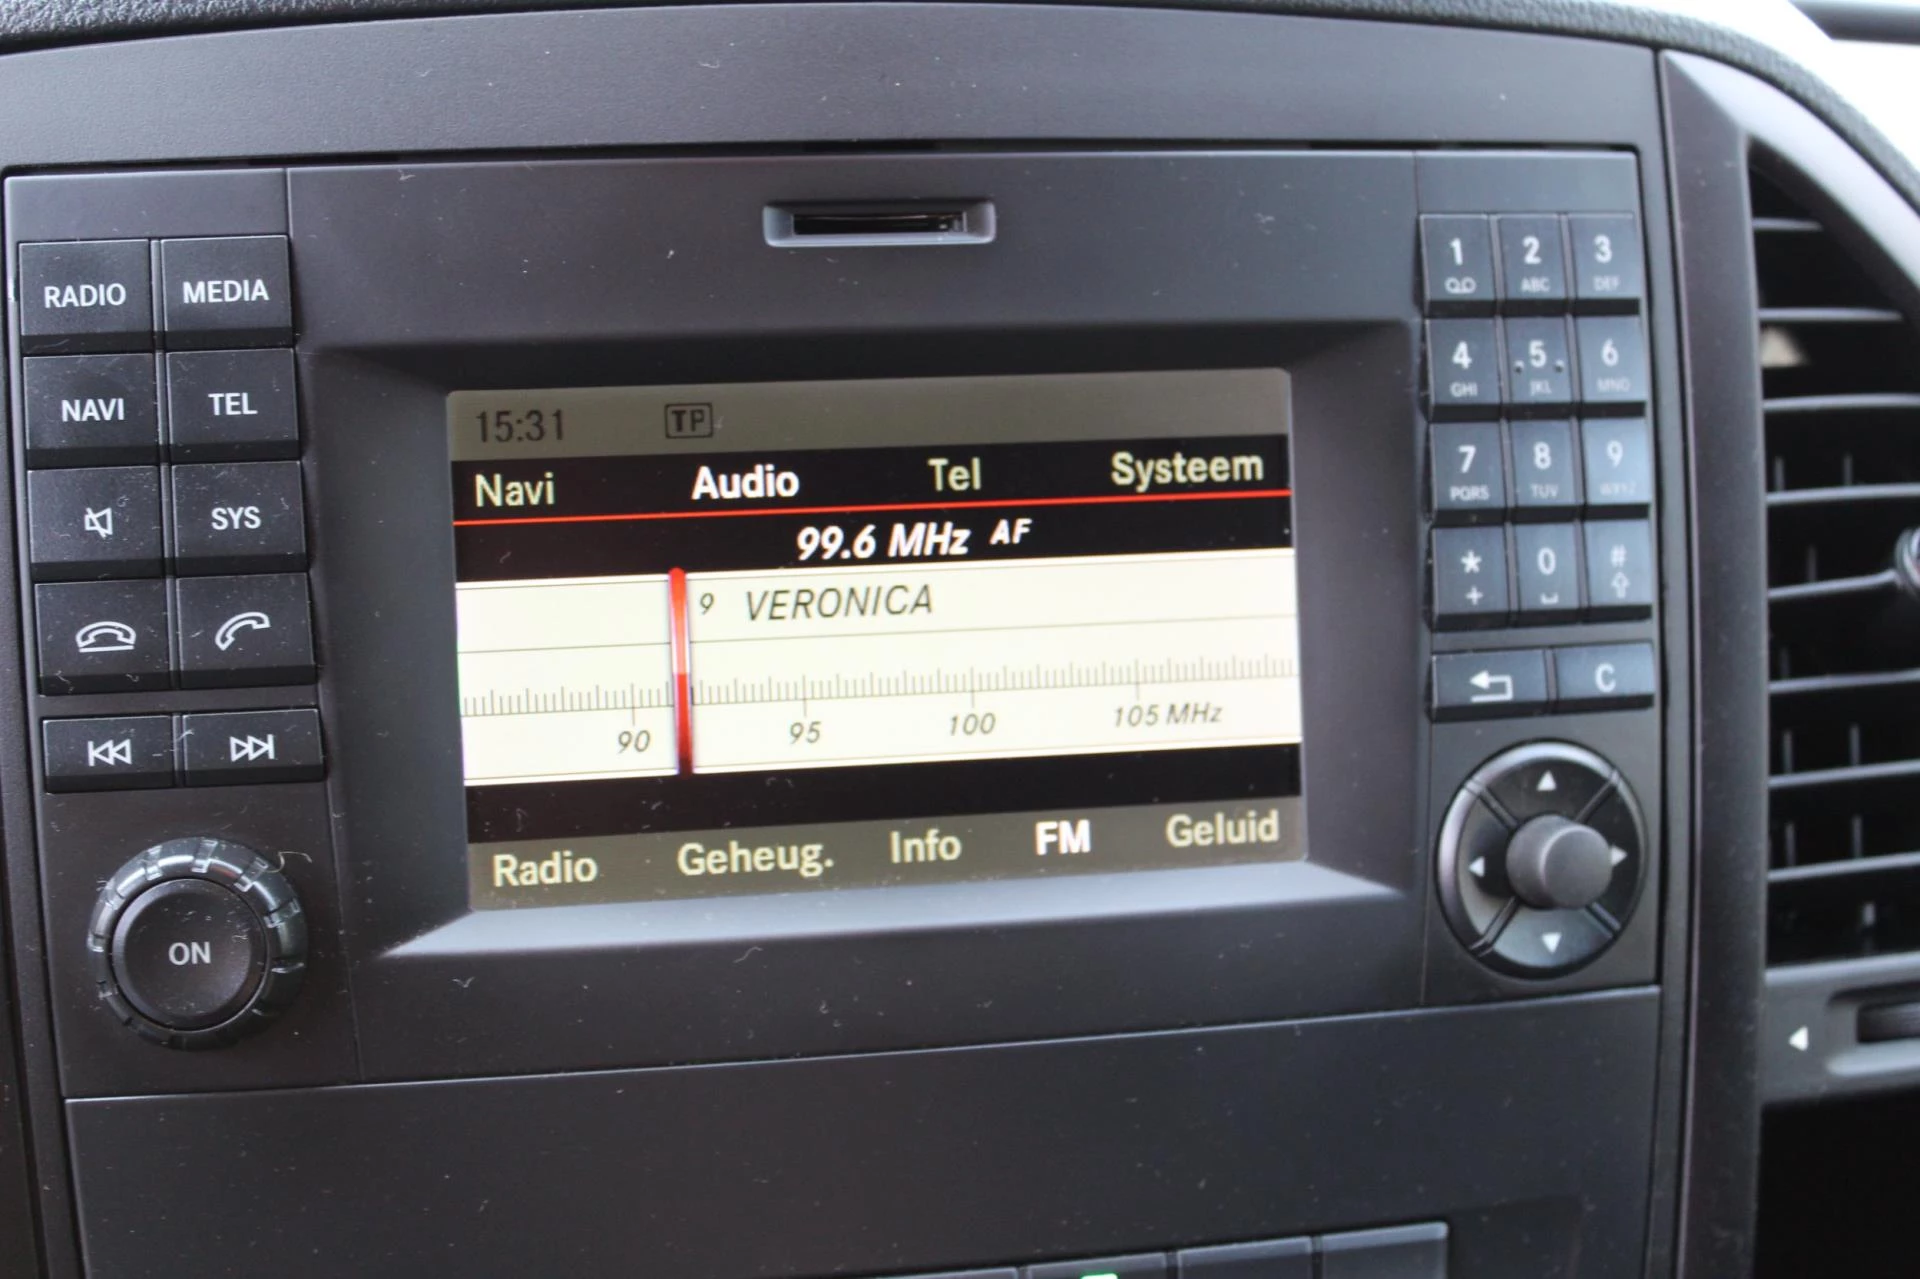 RADIO MEDIA
NAVI TEL
SYS
ON
15:31 TP
Navi Audio Tel Systeem
99.6 MHz AF
9 VERONICA
90 95 100 105 MHz
Radio Geheug. Info FM Geluid
1 2 3
ABC DEF
4 5 6
GHI JKL MNO
7 8 9
PQRS TUV WXYZ
* 0 #
+
C